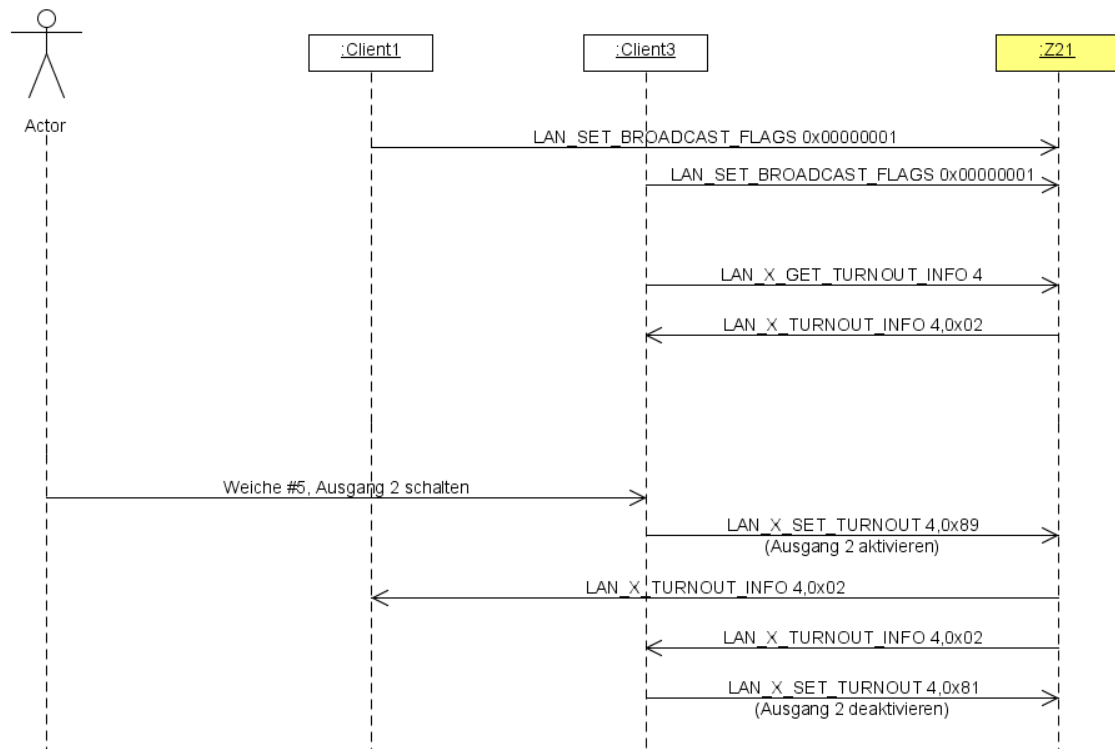 :Client1
:Client3
:Z21
Actor
LAN_SET_BROADCAST_FLAGS 0x00000001
LAN_SET_BROADCAST_FLAGS 0x00000001
LAN_X_GET_TURNOUT_INFO 4
LAN_X_TURNOUT_INFO 4,0x02
Weiche #5, Ausgang 2 schalten
LAN_X_SET_TURNOUT 4,0x89
(Ausgang 2 aktivieren)
LAN_X_TURNOUT_INFO 4,0x02
LAN_X_TURNOUT_INFO 4,0x02
LAN_X_SET_TURNOUT 4,0x81
(Ausgang 2 deaktivieren)